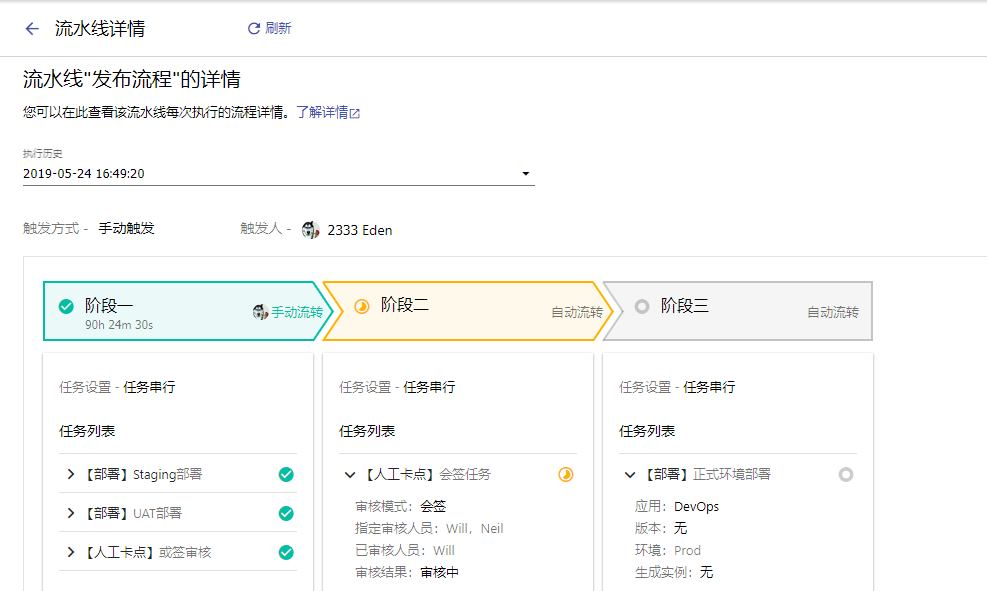 流水线详情 刷新
流水线"发布流程"的详情
您可以在此查看该流水线每次执行的流程详情。了解详情
执行历史
2019-05-24 16:49:20
触发方式 - 手动触发 触发人 - 2333 Eden
阶段一
90h 24m 30s
手动流转
阶段二
自动流转
阶段三
自动流转
任务设置 - 任务串行
任务列表
【部署】Staging部署
【部署】UAT部署
【人工卡点】或签审核
任务设置 - 任务串行
任务列表
【人工卡点】会签任务
审核模式：会签
指定审核人员：Will，Neil
已审核人员：Will
审核结果：审核中
任务设置 - 任务串行
任务列表
【部署】正式环境部署
应用：DevOps
版本：无
环境：Prod
生成实例：无